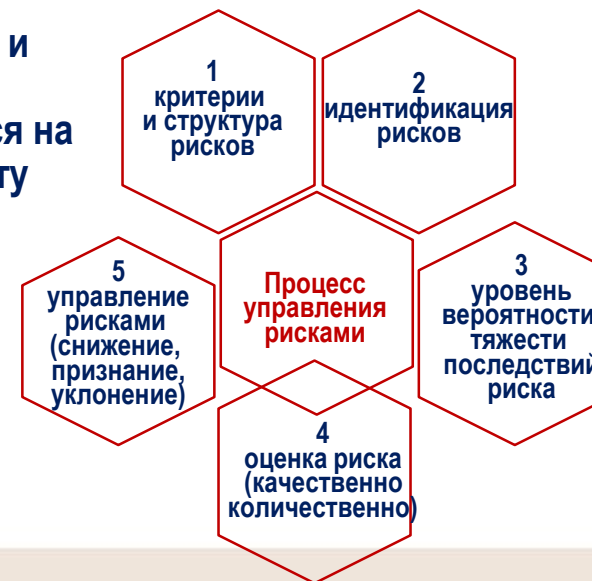 и
ся на
ту
1
критерии
и структура
рисков
2
идентификация
рисков
3
уровень
вероятности
тяжести
последствий
риска
Процесс
управления
рисками
5
управление
рисками
(снижение,
признание,
уклонение)
4
оценка риска
(качественно
количественно)